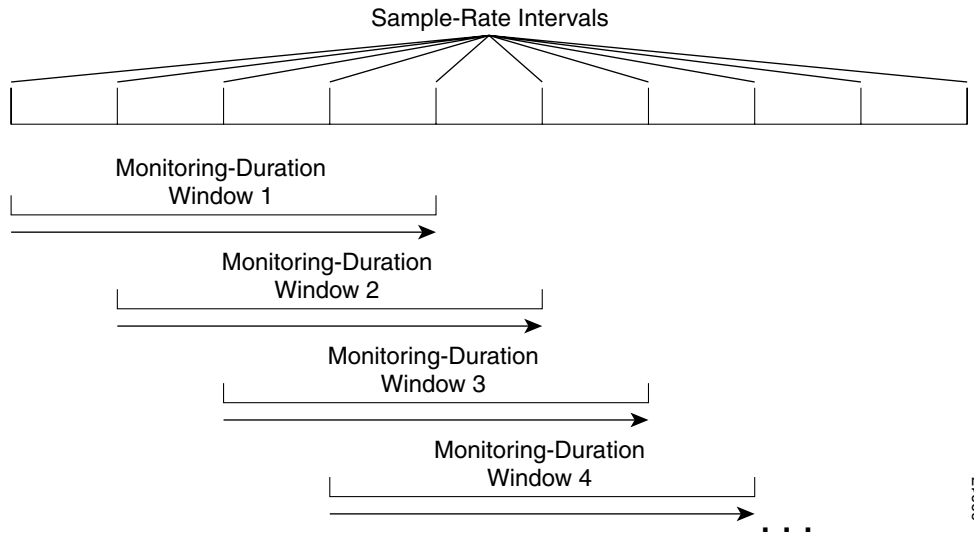 Sample-Rate Intervals
Monitoring-Duration
Window 1
Monitoring-Duration
Window 2
Monitoring-Duration
Window 3
Monitoring-Duration
Window 4
. . .